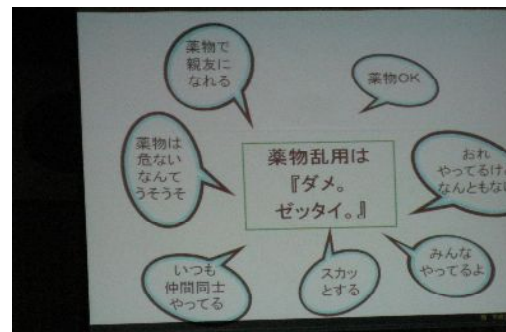 薬物で
親友に
なれる
薬物OK
薬物は
危ない
なんて
うそうそ
薬物乱用は
『ダメ。
ゼッタイ。』
おれ
やってるけど
なんともない
いつも
仲間同士
やってる
スカッ
とする
みんな
やってるよ